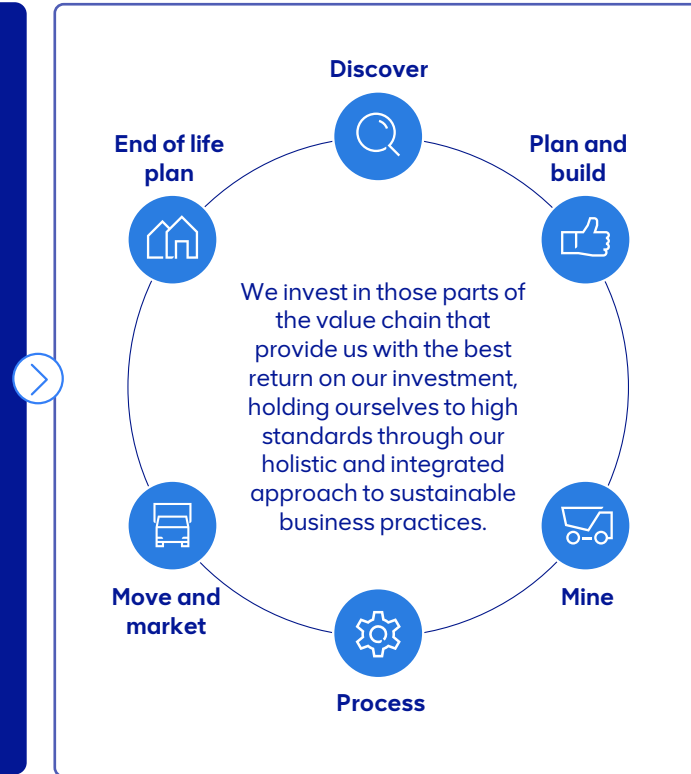 Discover
End of life
plan
Plan and
build
We invest in those parts of
the value chain that
provide us with the best
return on our investment,
holding ourselves to high
standards through our
holistic and integrated
approach to sustainable
business practices.
Move and
market
Mine
Process